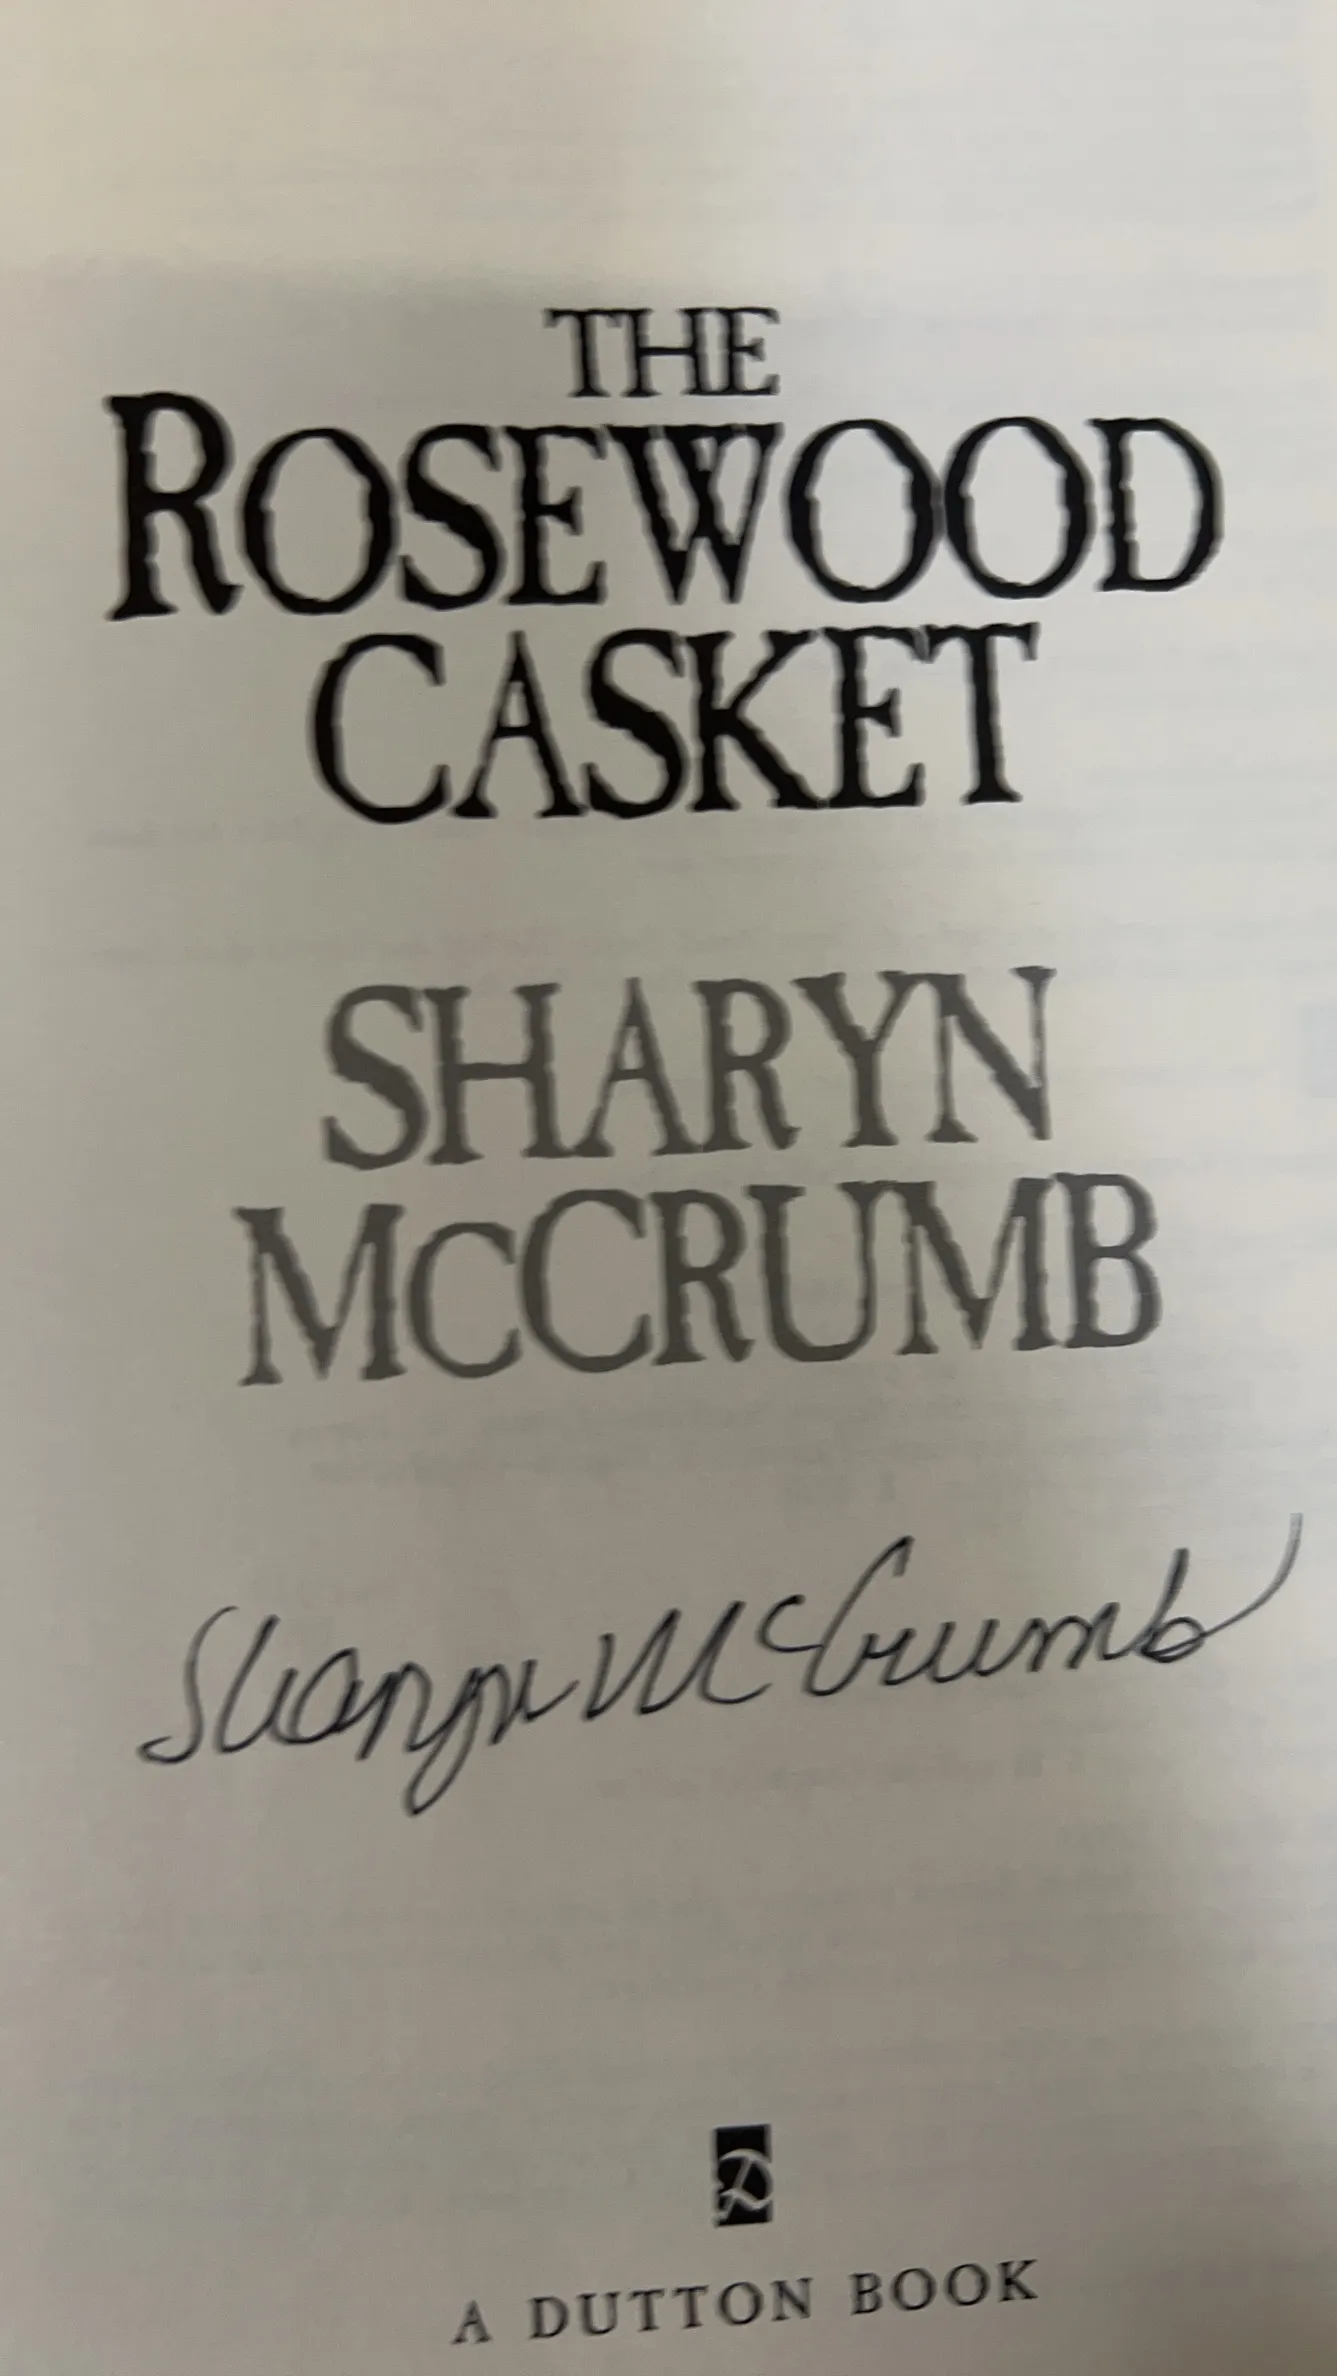 THE
ROSEWOOD
CASKET
SHARYN
McCRUMB
Sharyn McCrumb
D
A DUTTON BOOK